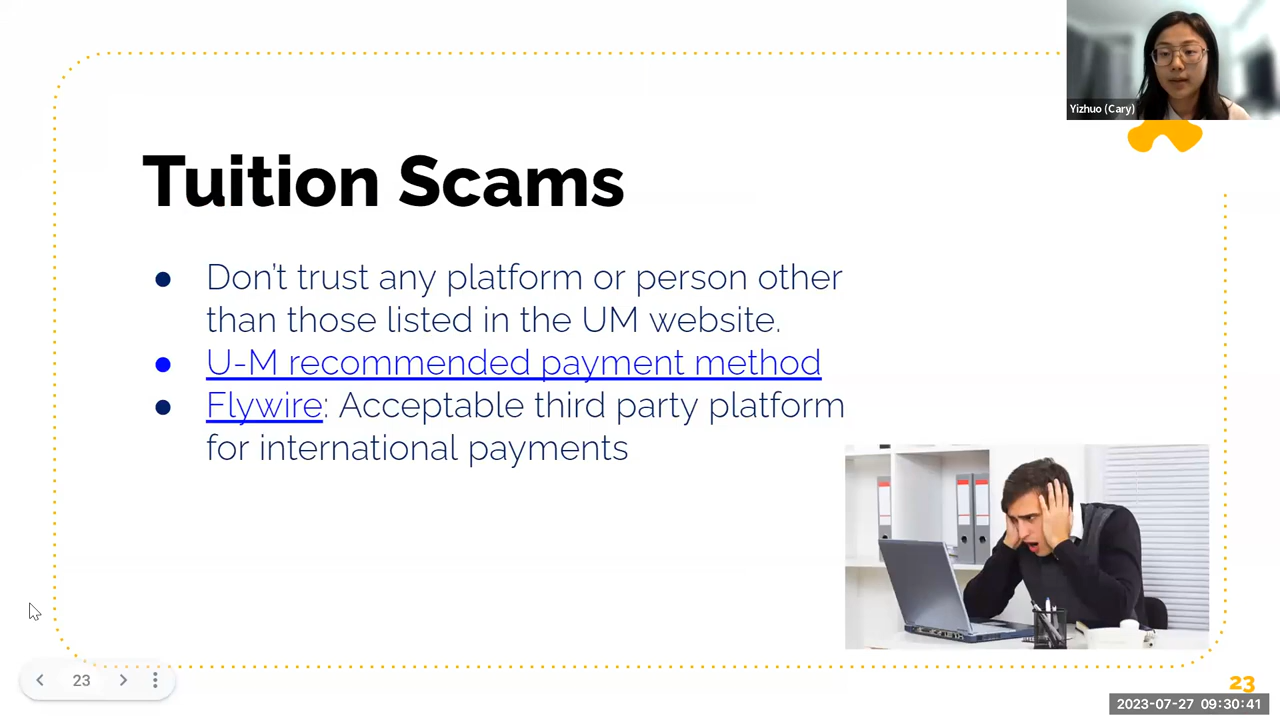 Yizhuo (Cary)
Tuition Scams
● Don't trust any platform or person other
than those listed in the UM website.
● U-M recommended payment method
● Flywire: Acceptable third party platform
for international payments
23
23
2023-07-27 09:30:41